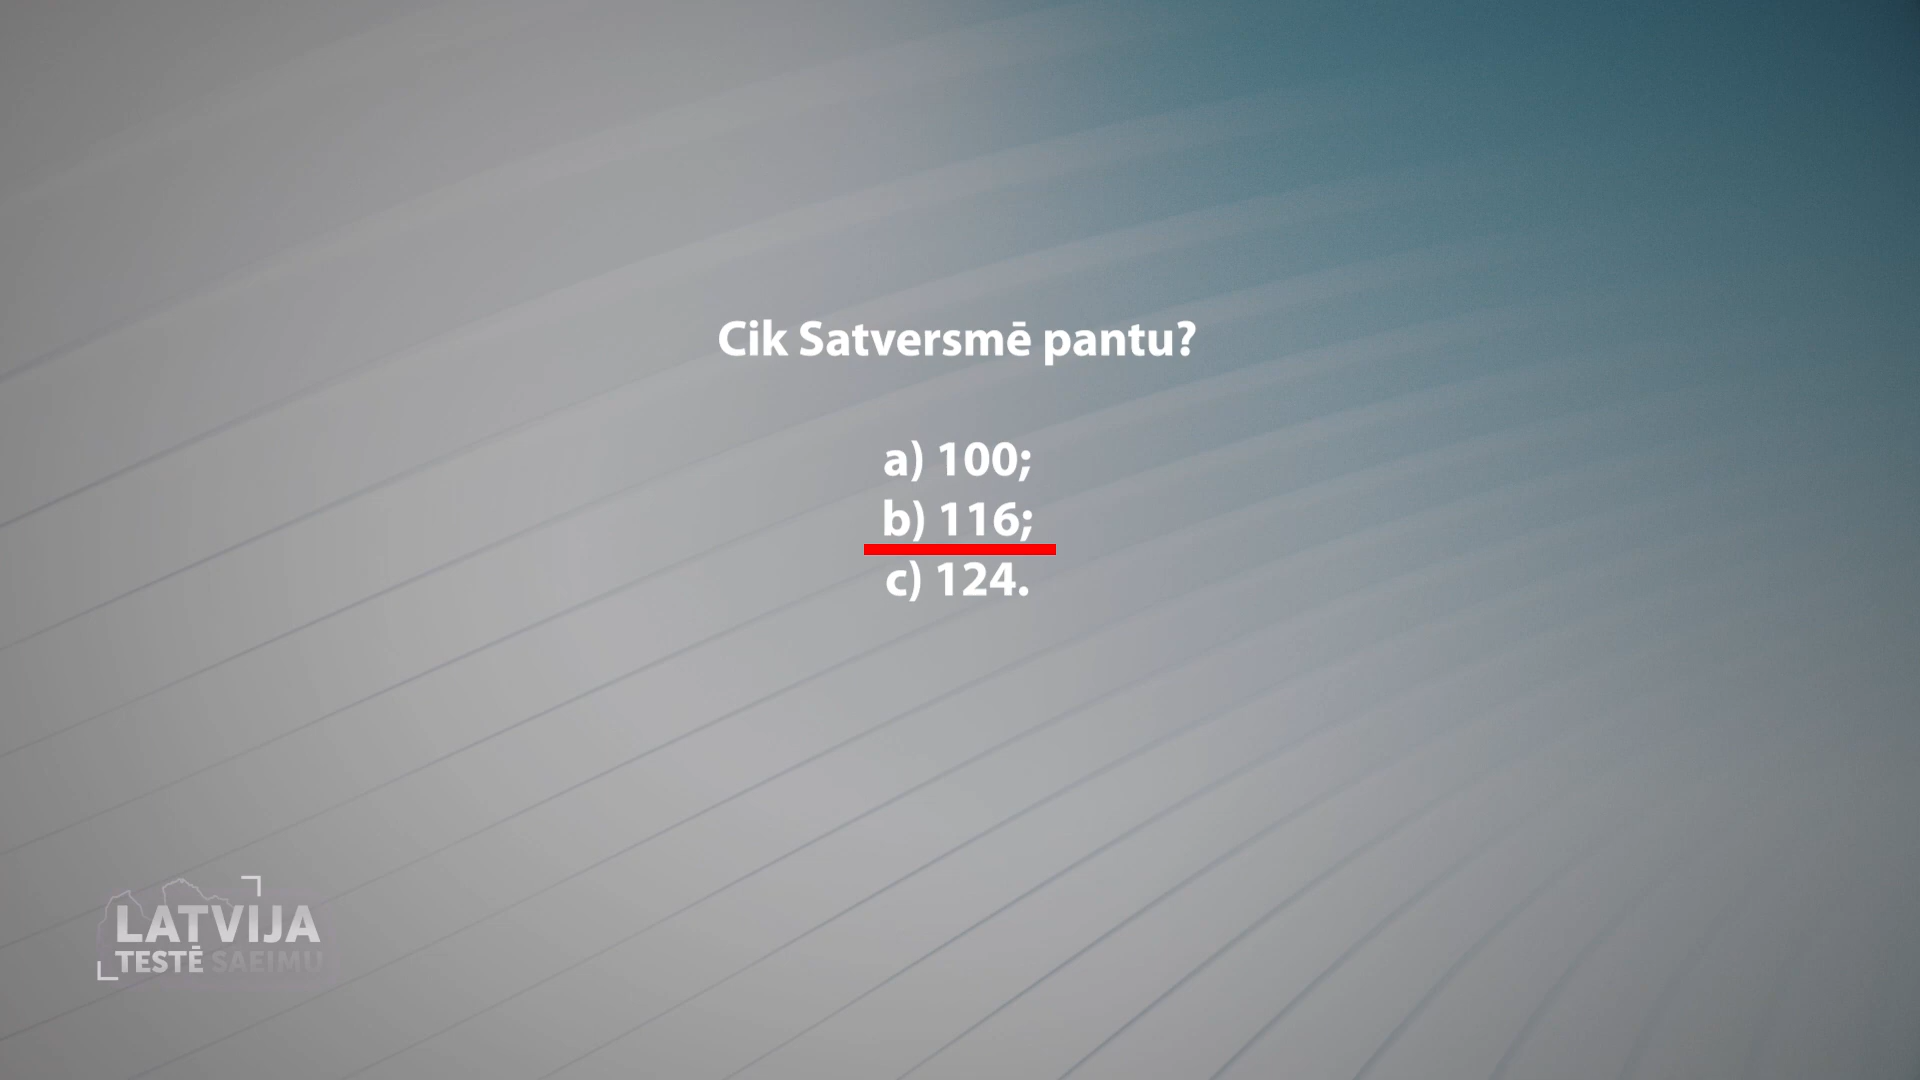 Cik Satversmē pantu?
a) 100;
b) 116;
c) 124.
LATVIJA
TESTĒ SAEIMU